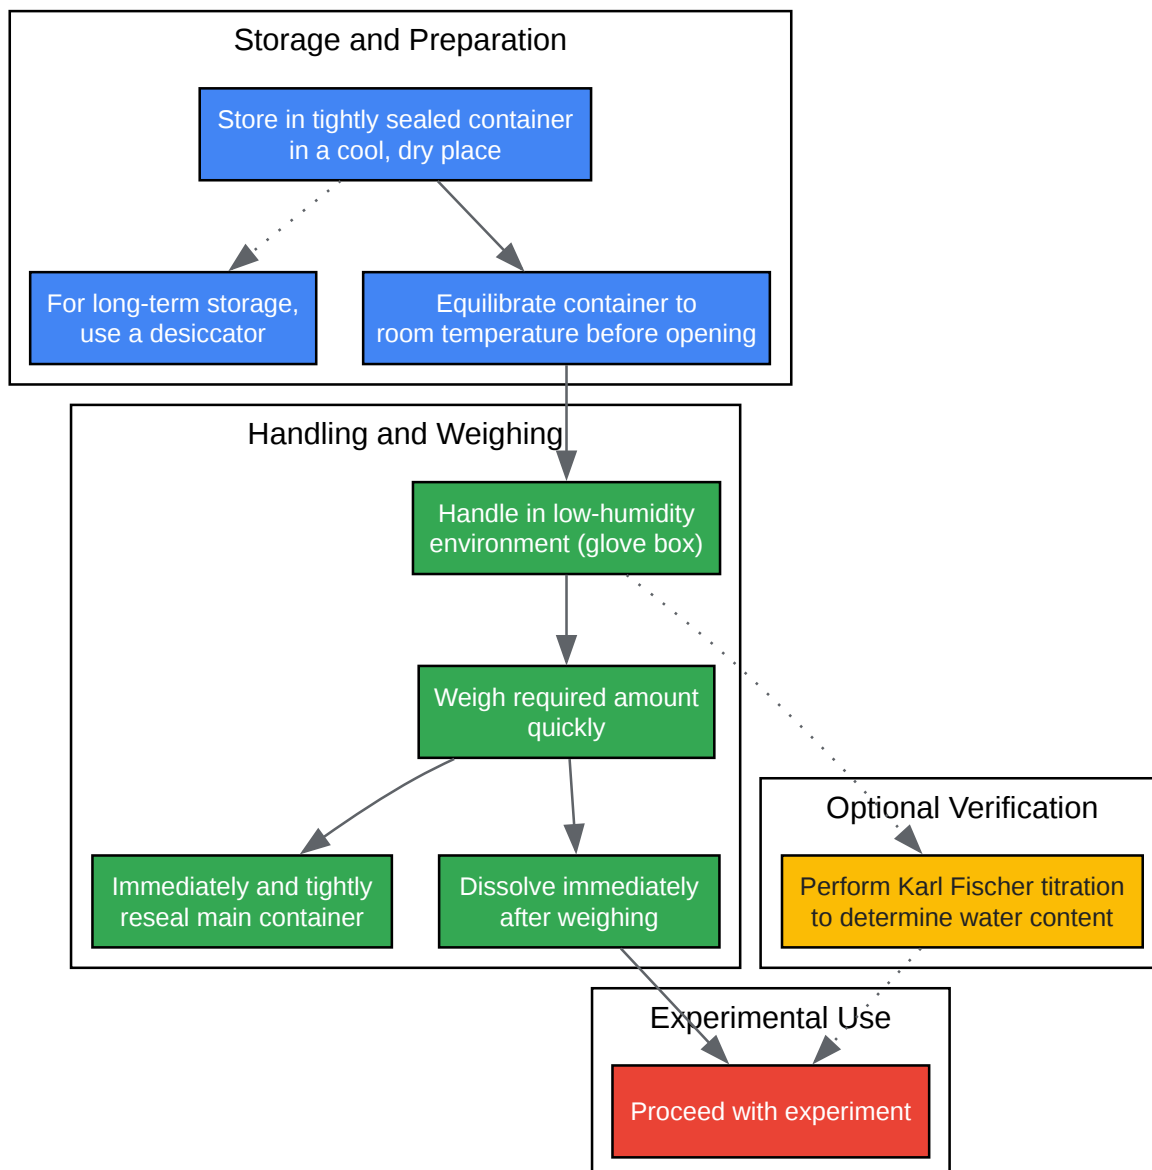 Storage and Preparation
Store in tightly sealed container
in a cool, dry place
For long-term storage,
use a desiccator
Equilibrate container to
room temperature before opening
Handling and Weighing
Handle in low-humidity
environment (glove box)
Weigh required amount
quickly
Immediately and tightly
reseal main container
Dissolve immediately
after weighing
Optional Verification
Perform Karl Fischer titration
to determine water content
Experimental Use
Proceed with experiment